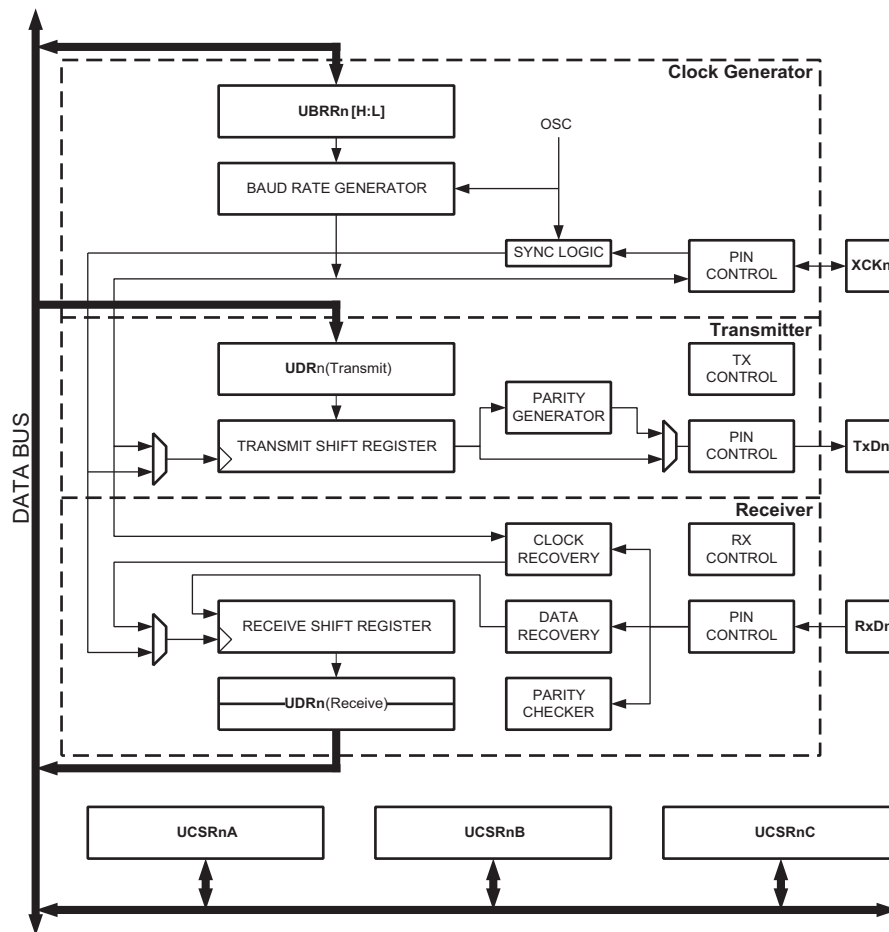 Clock Generator
UBRRn [H:L]
OSC
BAUD RATE GENERATOR
SYNC LOGIC
PIN
CONTROL
XCKn
Transmitter
UDRn(Transmit)
TX
CONTROL
PARITY
GENERATOR
TRANSMIT SHIFT REGISTER
PIN
CONTROL
TxDn
DATA BUS
Receiver
CLOCK
RECOVERY
RX
CONTROL
RECEIVE SHIFT REGISTER
DATA
RECOVERY
PIN
CONTROL
RxDn
UDRn(Receive)
PARITY
CHECKER
UCSRnA
UCSRnB
UCSRnC